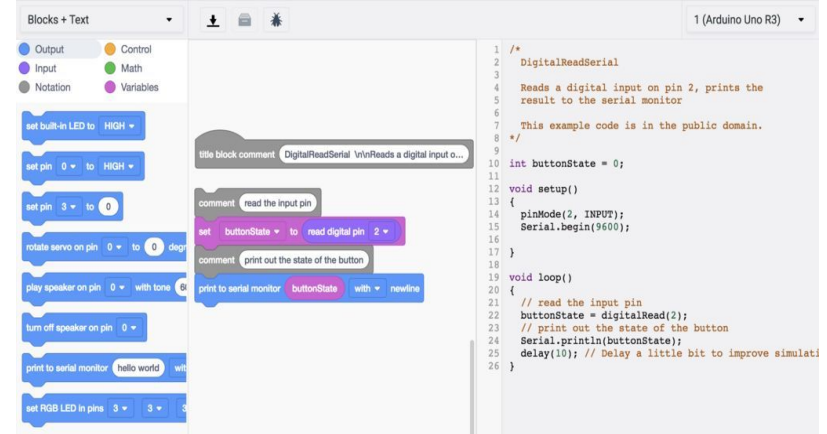 Blocks + Text
1 (Arduino Uno R3)
Output
Control
Input
Math
Notation
Variables
set built-in LED to HIGH
set pin 0 to HIGH
set pin 3 to 0
rotate servo on pin 0 to 0 degr
play speaker on pin 0 with tone 60
turn off speaker on pin 0
print to serial monitor hello world wit
set RGB LED in pins 3 3 3
title block comment DigitalReadSerial \n\nReads a digital input o...
comment read the input pin
set buttonState to read digital pin 2
comment print out the state of the button
print to serial monitor buttonState with newline
1 /*
2 DigitalReadSerial
3
4 Reads a digital input on pin 2, prints the
5 result to the serial monitor
6
7 This example code is in the public domain.
8 */
9
10 int buttonState = 0;
11
12 void setup()
13 {
14 pinMode(2, INPUT);
15 Serial.begin(9600);
16
17 }
18
19 void loop()
20 {
21 // read the input pin
22 buttonState = digitalRead(2);
23 // print out the state of the button
24 Serial.println(buttonState);
25 delay(10); // Delay a little bit to improve simulati
26 }